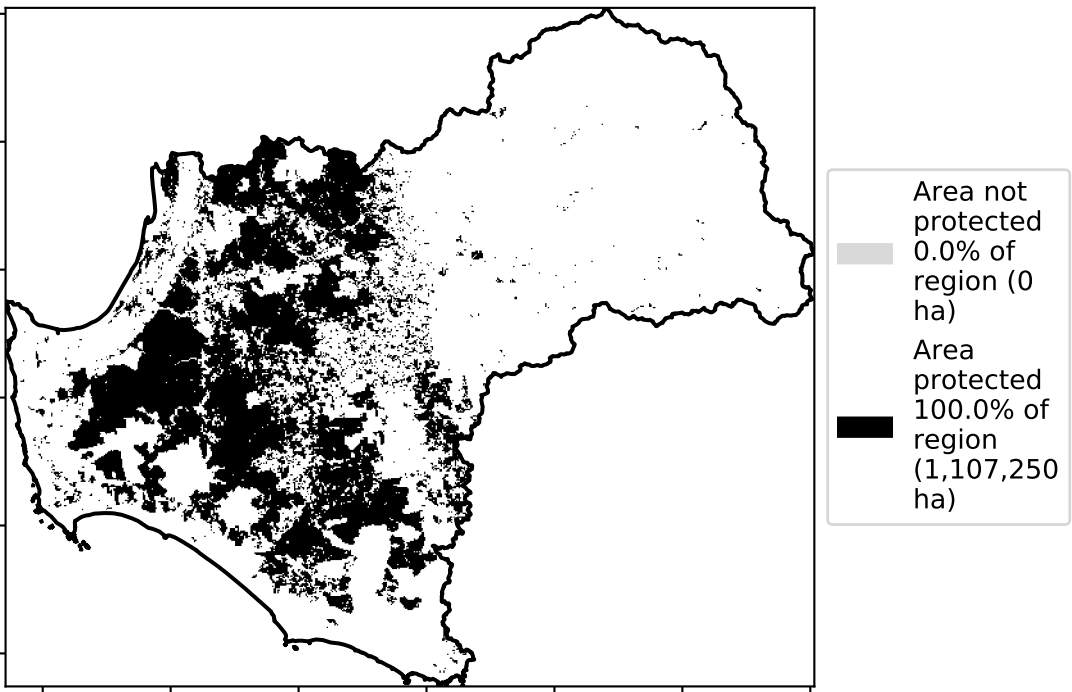 Area not
protected
0.0% of
region (0
ha)
Area
protected
100.0% of
region
(1,107,250
ha)